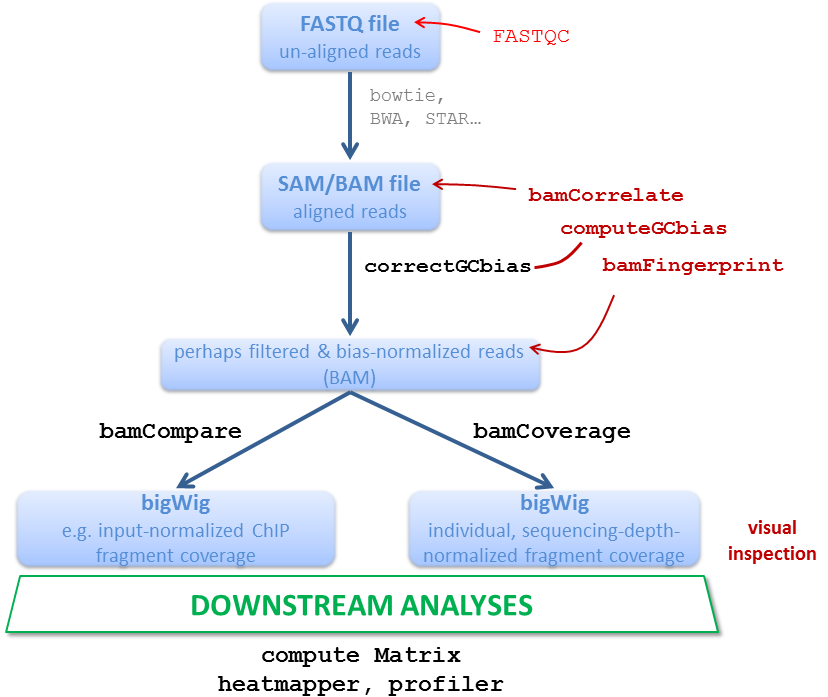 FASTQ file
un-aligned reads
FASTQC
bowtie,
BWA, STAR…
SAM/BAM file
aligned reads
bamCorrelate
computeGCbias
correctGCbias
bamFingerprint
perhaps filtered & bias-normalized reads
(BAM)
bamCompare
bamCoverage
bigWig
e.g. input-normalized ChIP
fragment coverage
bigWig
individual, sequencing-depth-
normalized fragment coverage
visual
inspection
DOWNSTREAM ANALYSES
compute Matrix
heatmapper, profiler